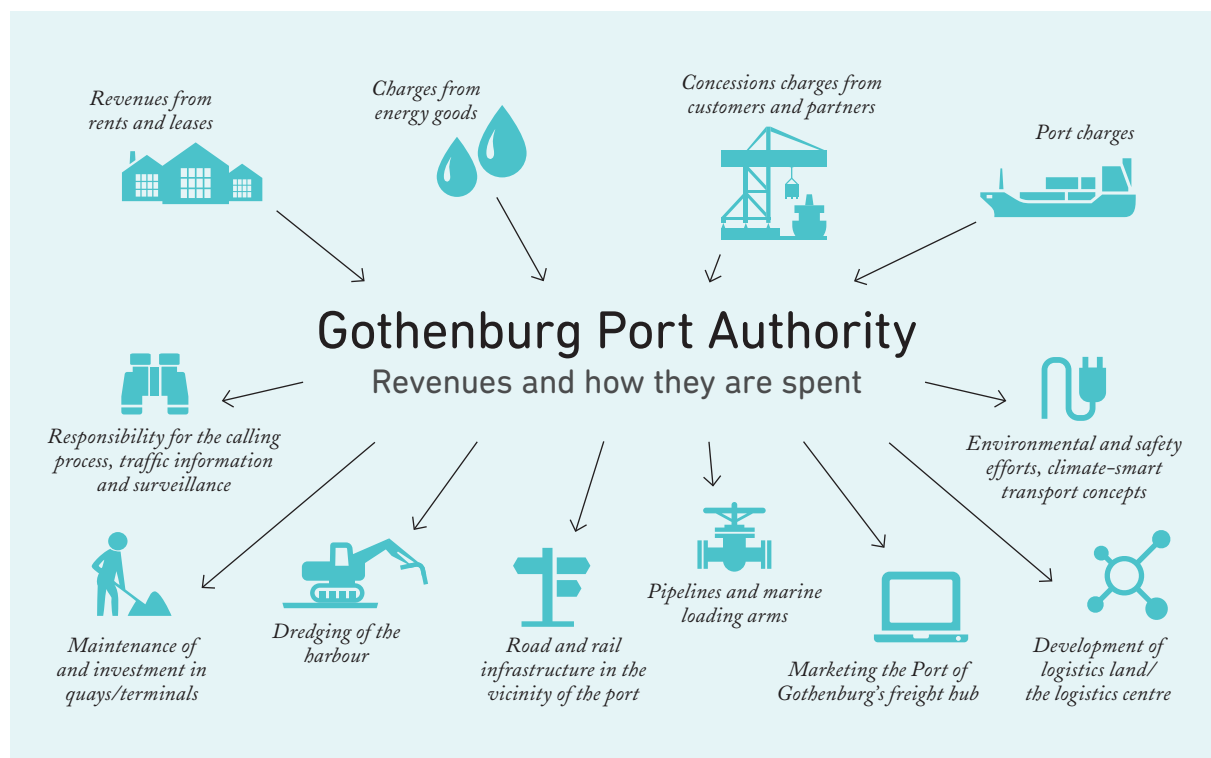 Revenues from
rents and leases
Charges from
energy goods
Concessions charges from
customers and partners
Port charges
Gothenburg Port Authority
Revenues and how they are spent
Responsibility for the calling
process, traffic information
and surveillance
Environmental and safety
efforts, climate-smart
transport concepts
Maintenance of
and investment in
quays/terminals
Dredging of the
harbour
Road and rail
infrastructure in the
vicinity of the port
Pipelines and marine
loading arms
Marketing the Port of
Gothenburg's freight hub
Development of
logistics land/
the logistics centre